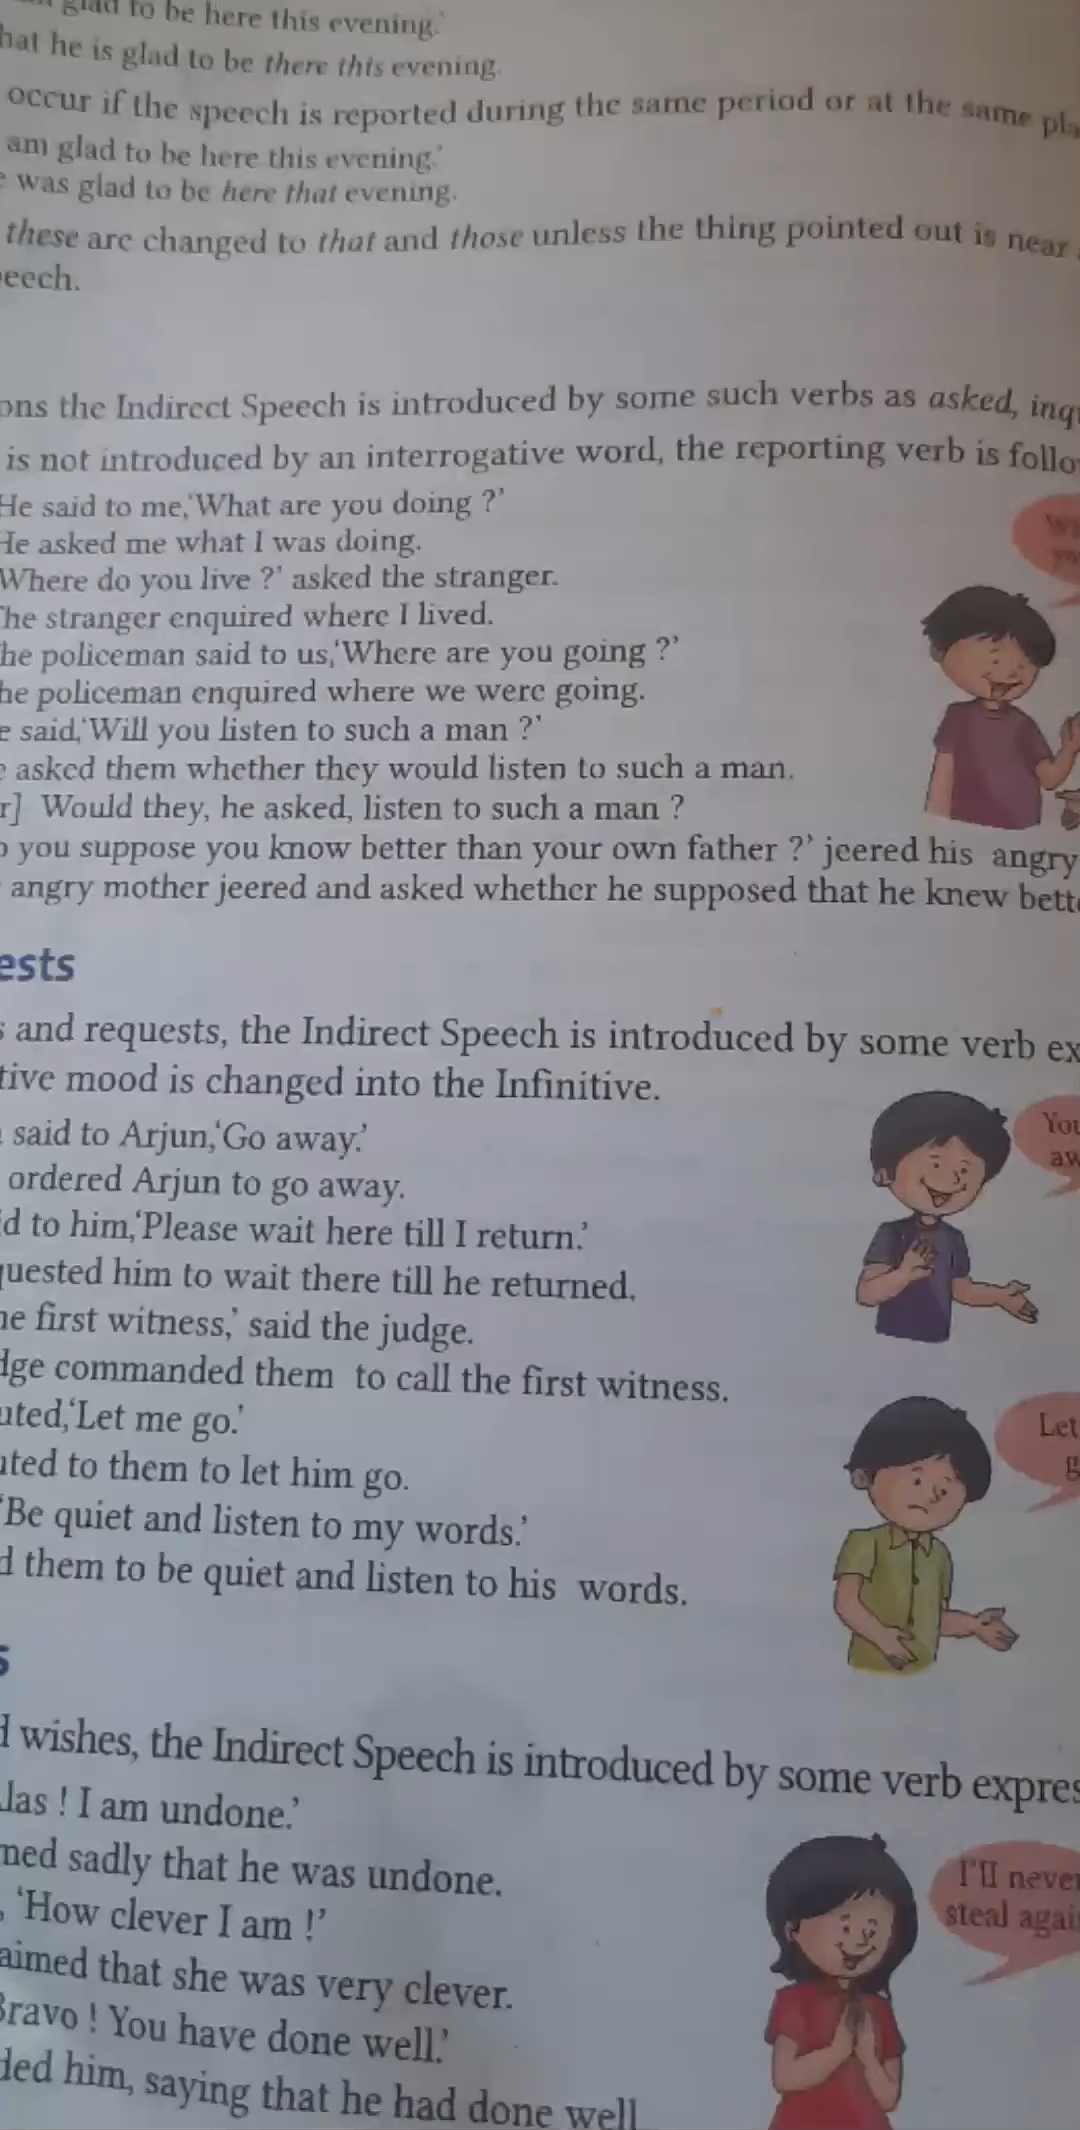 glad to be here this evening.'
hat he is glad to be there this evening.
occur if the speech is reported during the same period or at the same pla
am glad to be here this evening.'
e was glad to be here that evening.
these are changed to that and those unless the thing pointed out is near
peech.
ons the Indirect Speech is introduced by some such verbs as asked, inq
is not introduced by an interrogative word, the reporting verb is follo
He said to me,'What are you doing ?'
He asked me what I was doing.
Where do you live ?' asked the stranger.
The stranger enquired where I lived.
he policeman said to us,'Where are you going ?'
he policeman enquired where we were going.
e said,'Will you listen to such a man ?'
e asked them whether they would listen to such a man.
r] Would they, he asked, listen to such a man ?
o you suppose you know better than your own father ?' jeered his angry
angry mother jeered and asked whether he supposed that he knew bette
ests
s and requests, the Indirect Speech is introduced by some verb ex
tive mood is changed into the Infinitive.
said to Arjun,'Go away.'
You
aw
ordered Arjun to go away.
id to him,'Please wait here till I return.'
quested him to wait there till he returned.
he first witness,' said the judge.
dge commanded them to call the first witness.
uted,'Let me go.'
Let
g
uted to them to let him go.
'Be quiet and listen to my words.'
d them to be quiet and listen to his words.
s
d wishes, the Indirect Speech is introduced by some verb expres
las ! I am undone.'
med sadly that he was undone.
I'll never
steal agai
, 'How clever I am !'
aimed that she was very clever.
Bravo ! You have done well.'
ded him, saying that he had done well